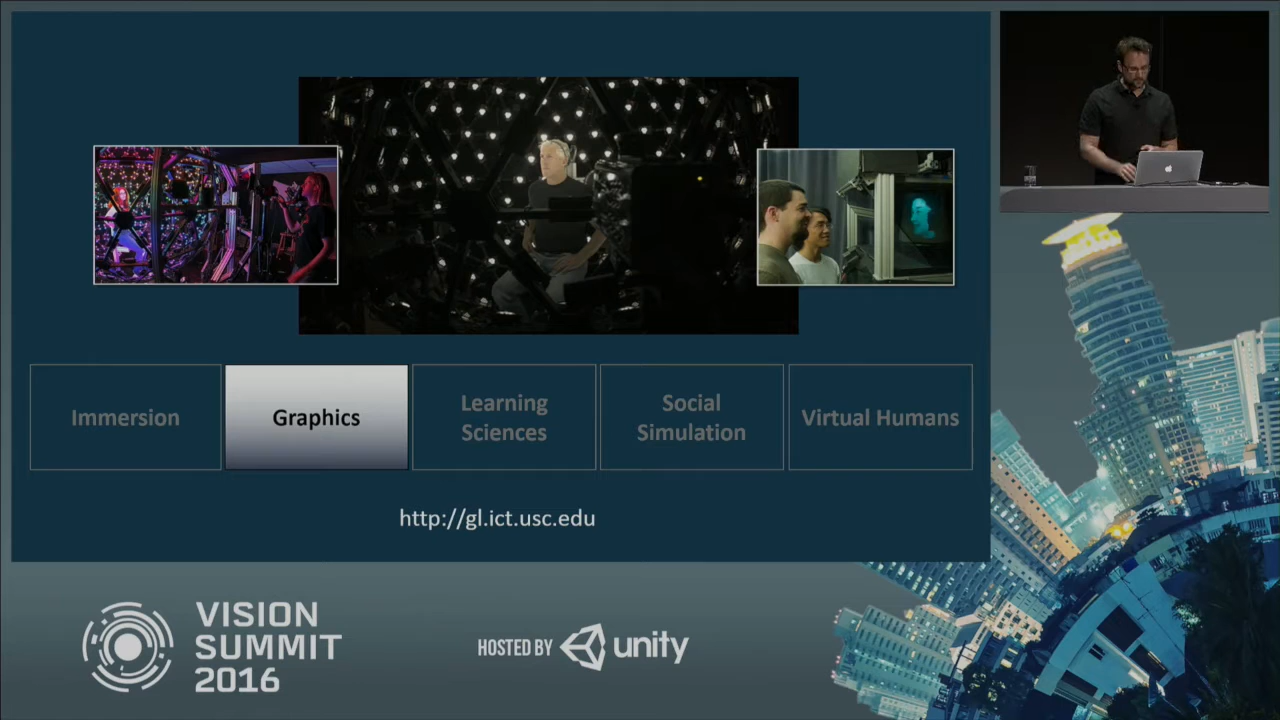 Immersion
Graphics
Learning
Sciences
Social
Simulation
Virtual Humans
http://gl.ict.usc.edu
VISION
SUMMIT
2016
HOSTED BY unity